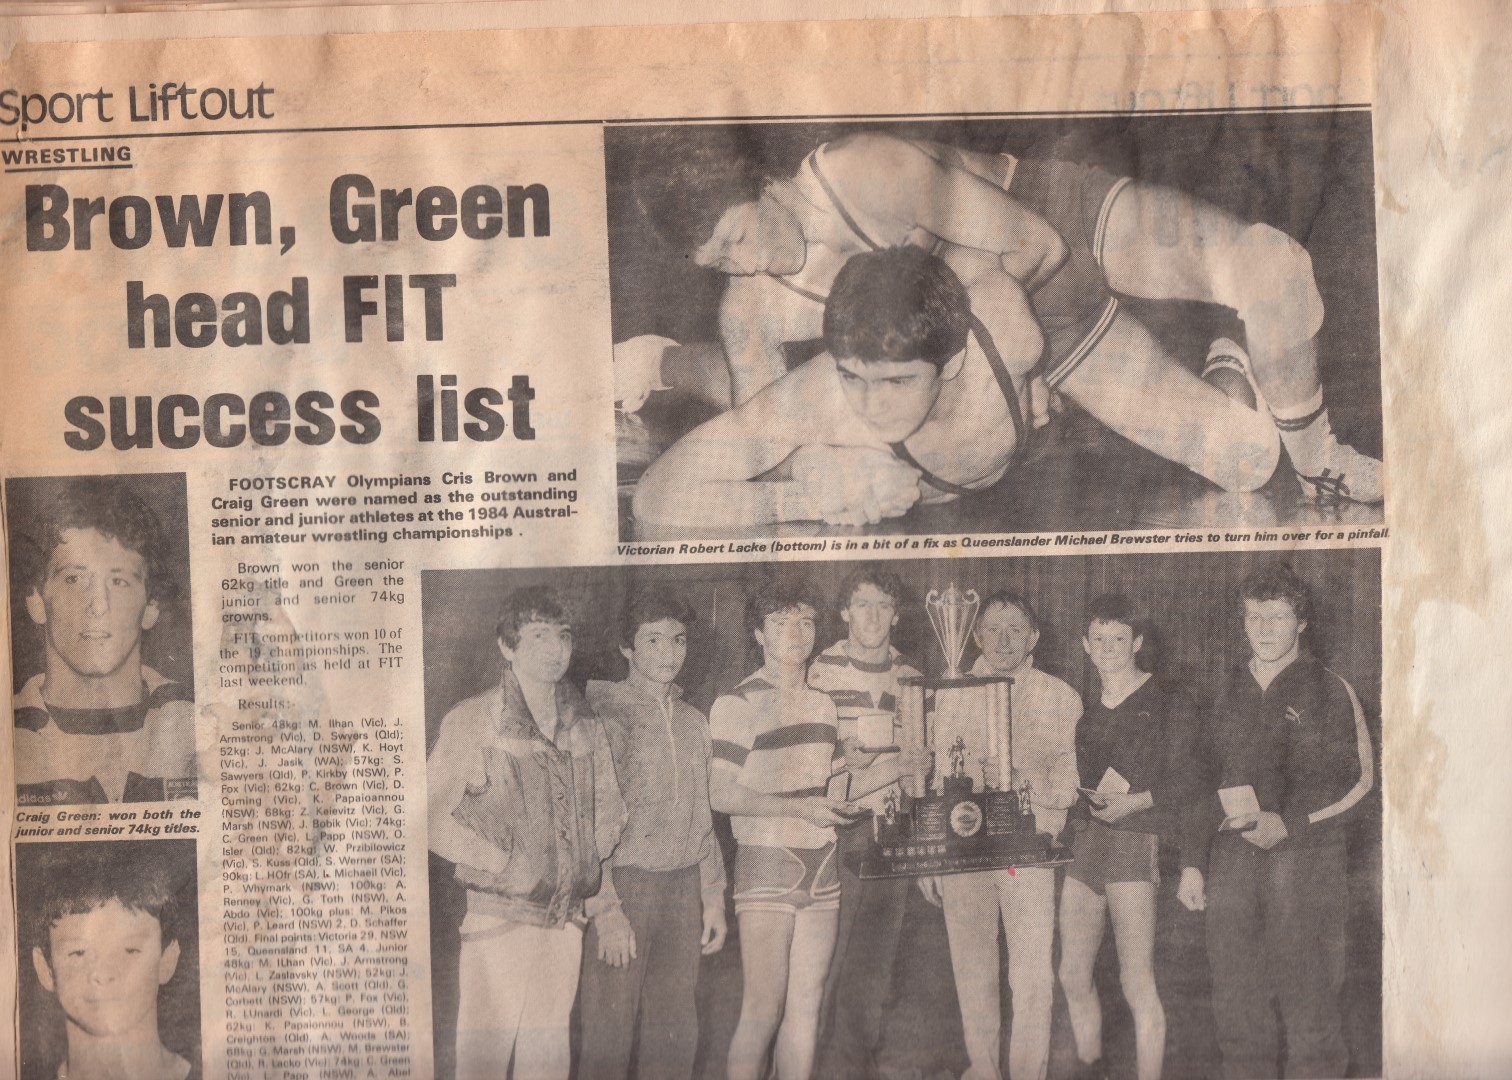 Sport Liftout
WRESTLING
Brown, Green
head FIT
success list
FOOTSCRAY Olympians Cris Brown and
Craig Green were named as the outstanding
senior and junior athletes at the 1984 Austral-
ian amateur wrestling championships .
Brown won the senior
62kg title and Green the
junior and senior 74kg
crowns.
FIT competitors won 10 of
the 19 championships. The
competition as held at FIT
last weekend.
Results:-
Senior 48kg: M. Ilhan (Vic), J.
Armstrong (Vic), D. Swyers (Qld);
52kg: J. McAlary (NSW), K. Hoyt
(Vic), J. Jasik (WA); 57kg: S.
Sawyers (Qld), P. Kirkby (NSW), P.
Fox (Vic); 62kg: C. Brown (Vic), D.
Cuming (Vic), K. Papaioannou
(NSW); 68kg: Z. Kelevitz (Vic), G.
Marsh (NSW), J. Bobik (Vic); 74kg:
C. Green (Vic), L. Papp (NSW), O.
Isler (Qld); 82kg: W. Przibilowicz
(Vic), S. Kuss (Qld), S. Werner (SA);
90kg: L. HOfr (SA), L. Michaeil (Vic),
P. Whymark (NSW); 100kg: A.
Renney (Vic), G. Toth (NSW), A.
Abdo (Vic); 100kg plus: M. Pikos
(Vic), P. Leard (NSW) 2, D. Schaffer
(Qld). Final points: Victoria 29, NSW
15, Queensland 11, SA 4. Junior
48kg: M. ILhan (Vic), J. Armstrong
(Vic), L. Zaslavsky (NSW); 52kg: J.
McAlary (NSW), A. Scott (Qld), G.
Corbett (NSW); 57kg: P. Fox (Vic),
R. LUnardi (Vic), L. George (Qld);
62kg: K. Papaionnou (NSW), B.
Creighton (Qld), A. Woods (SA);
68kg: G. Marsh (NSW), M. Brewster
(Qld), R. Lacko (Vic); 74kg: C. Green
(Vic), L. Papp (NSW), A. Abel
Craig Green: won both the
junior and senior 74kg titles.
adidas
Victorian Robert Lacke (bottom) is in a bit of a fix as Queenslander Michael Brewster tries to turn him over for a pinfall